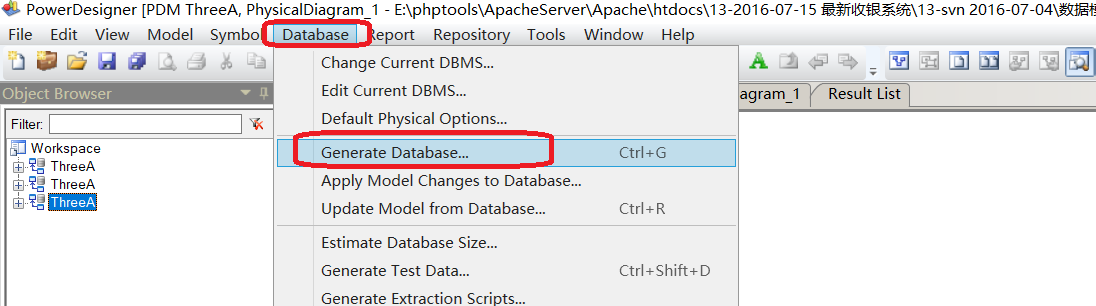 PowerDesigner [PDM ThreeA, PhysicalDiagram_1 - E:\phptools\ApacheServer\Apache\htdocs\13-2016-07-15 最新收银系统\13-svn 2016-07-04\数据
File Edit View Model Symbo Database Report Repository Tools Window Help
Change Current DBMS...
Object Browser
Edit Current DBMS...
agram_1 Result List
Filter:
Default Physical Options...
Workspace
Generate Database... Ctrl+G
ThreeA
Apply Model Changes to Database...
ThreeA
ThreeA
Update Model from Database... Ctrl+R
Estimate Database Size...
Generate Test Data... Ctrl+Shift+D
Generate Extraction Scripts...